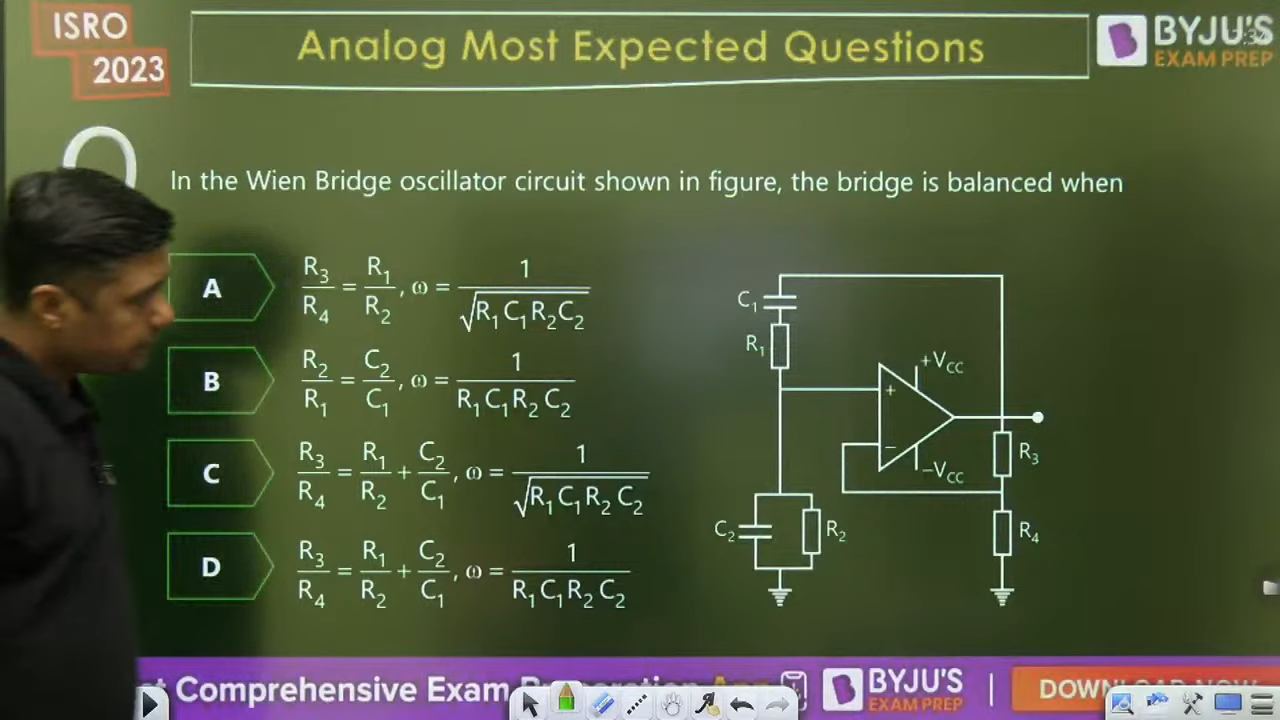 ISRO
2023
Analog Most Expected Questions
BYJU'S
EXAM PREP
In the Wien Bridge oscillator circuit shown in figure, the bridge is balanced when
A R₃/R₄ = R₁/R₂, ω = 1/√(R₁C₁R₂C₂)
B R₂/R₁ = C₂/C₁, ω = 1/(R₁C₁R₂C₂)
C R₃/R₄ = R₁/R₂ + C₂/C₁, ω = 1/√(R₁C₁R₂C₂)
D R₃/R₄ = R₁/R₂ + C₂/C₁, ω = 1/(R₁C₁R₂C₂)
C₁
R₁
+VCC
+
−
−VCC
R₃
C₂
R₂
R₄
Comprehensive Exam
BYJU'S
EXAM PREP